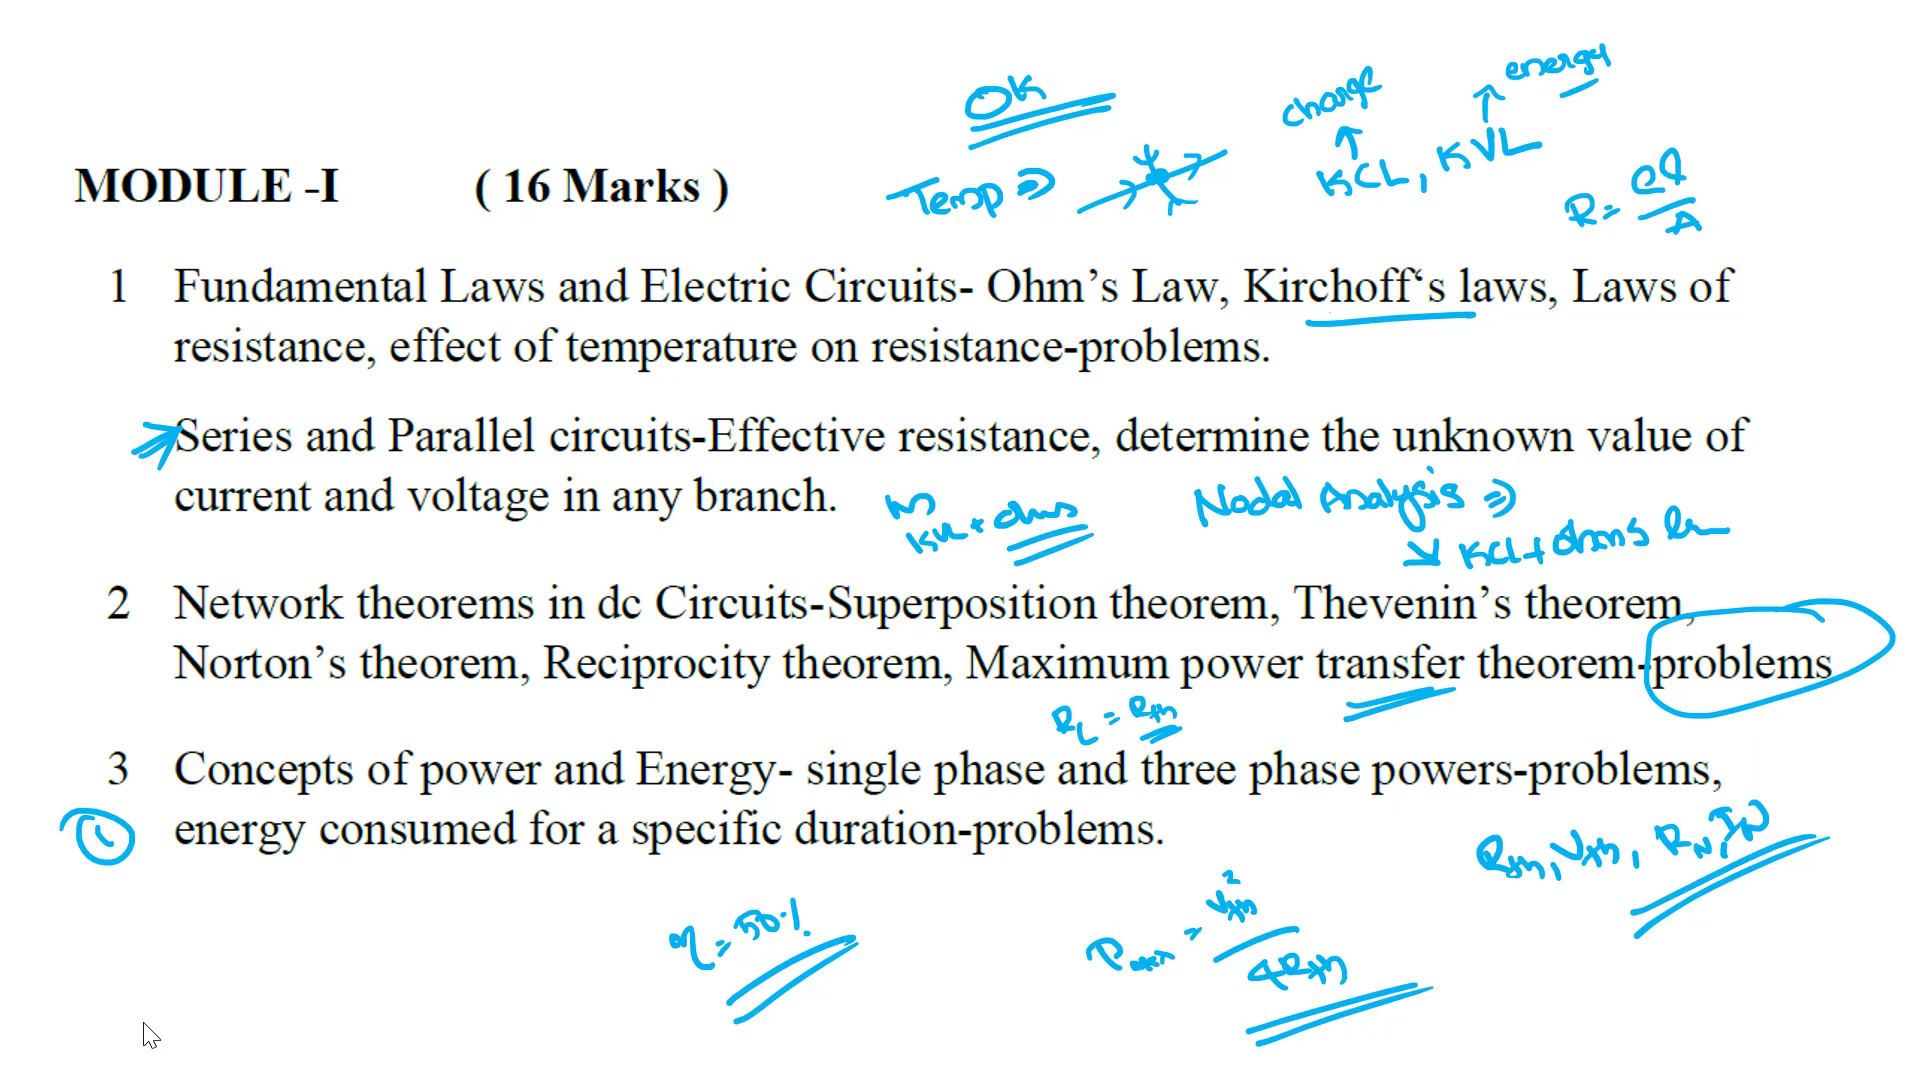 OK
energy
charge
KCL, KVL
Temp ⇒
R = ρl
A
MODULE -I ( 16 Marks )
1 Fundamental Laws and Electric Circuits- Ohm’s Law, Kirchoff‘s laws, Laws of
resistance, effect of temperature on resistance-problems.
Series and Parallel circuits-Effective resistance, determine the unknown value of
current and voltage in any branch.
KVL + ohms
Nodal Analysis ⇒
KCL + ohms
2 Network theorems in dc Circuits-Superposition theorem, Thevenin’s theorem,
Norton’s theorem, Reciprocity theorem, Maximum power transfer theorem-problems
RL = Rth
3 Concepts of power and Energy- single phase and three phase powers-problems,
energy consumed for a specific duration-problems.
Rth, Vth, RN, IN
η = 50%
Pmax = Vth²
4Rth